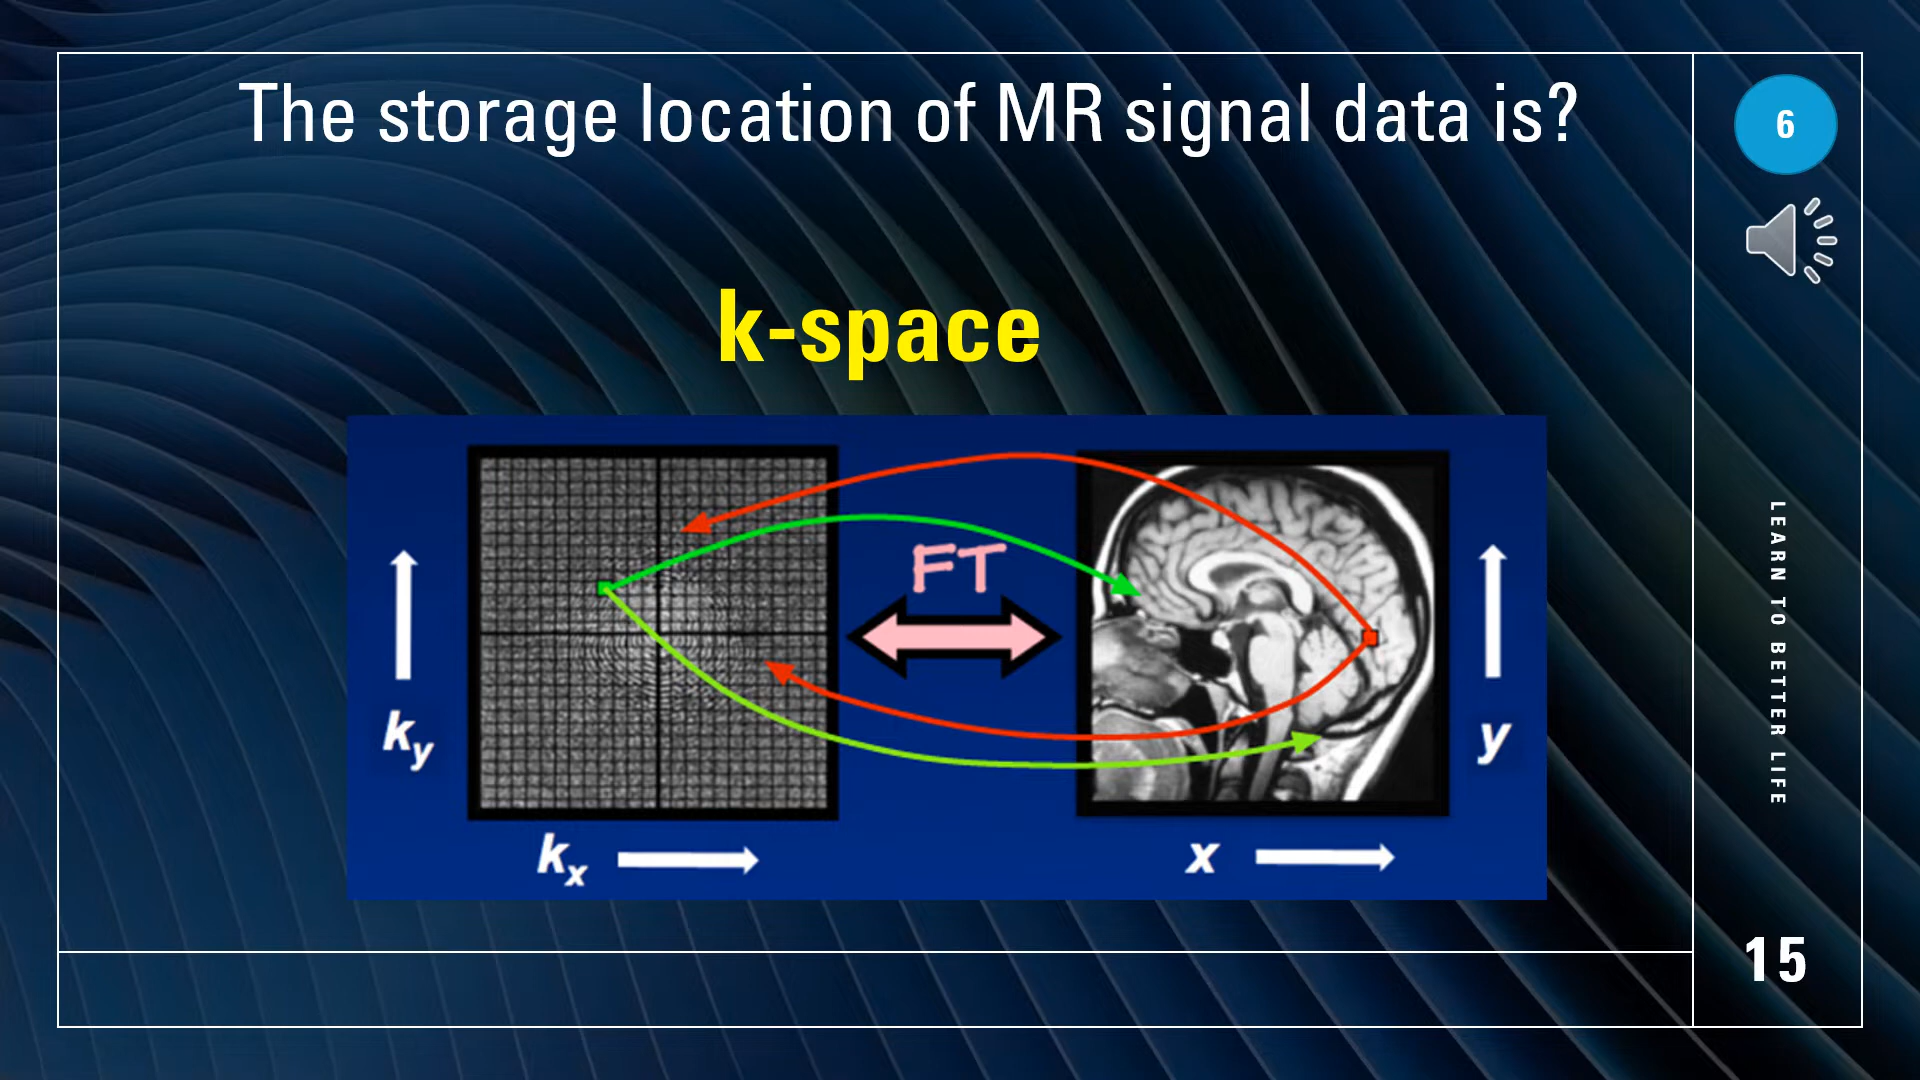 The storage location of MR signal data is?
6
k-space
FT
ky
y
kx
x
LEARN TO BETTER LIFE
15